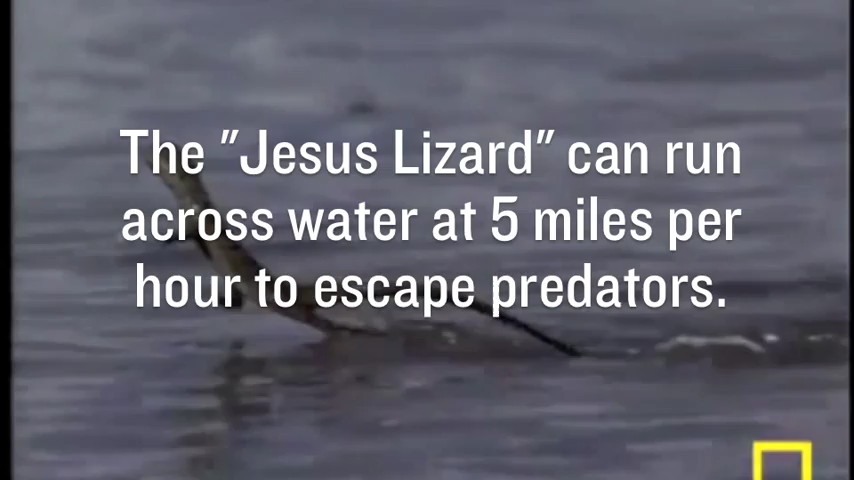 The "Jesus Lizard" can run
across water at 5 miles per
hour to escape predators.